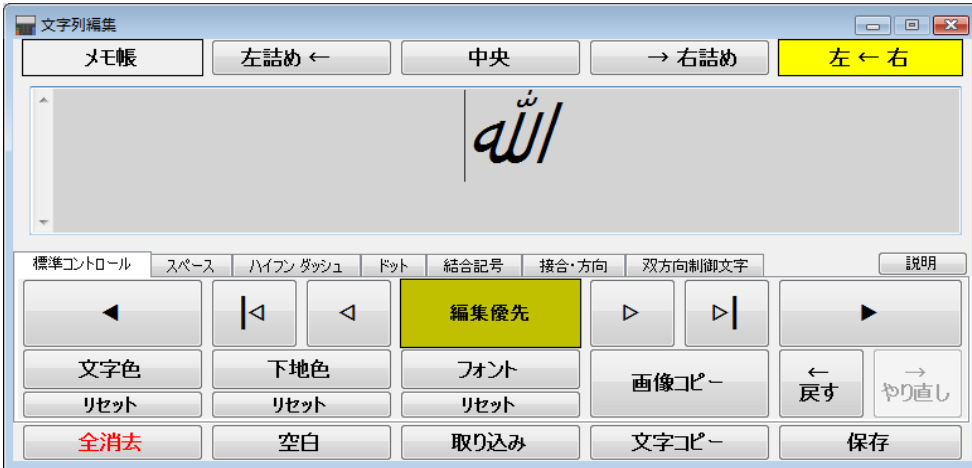 文字列編集
メモ帳 左詰め ← 中央 → 右詰め 左 ← 右
الله
標準コントロール スペース ハイフン ダッシュ ドット 結合記号 接合・方向 双方向制御文字 説明
◀ |◁ ◁ 編集優先 ▷ ▷| ▶
文字色 下地色 フォント 画像コピー ← 戻す → やり直し
リセット リセット リセット
全消去 空白 取り込み 文字コピー 保存